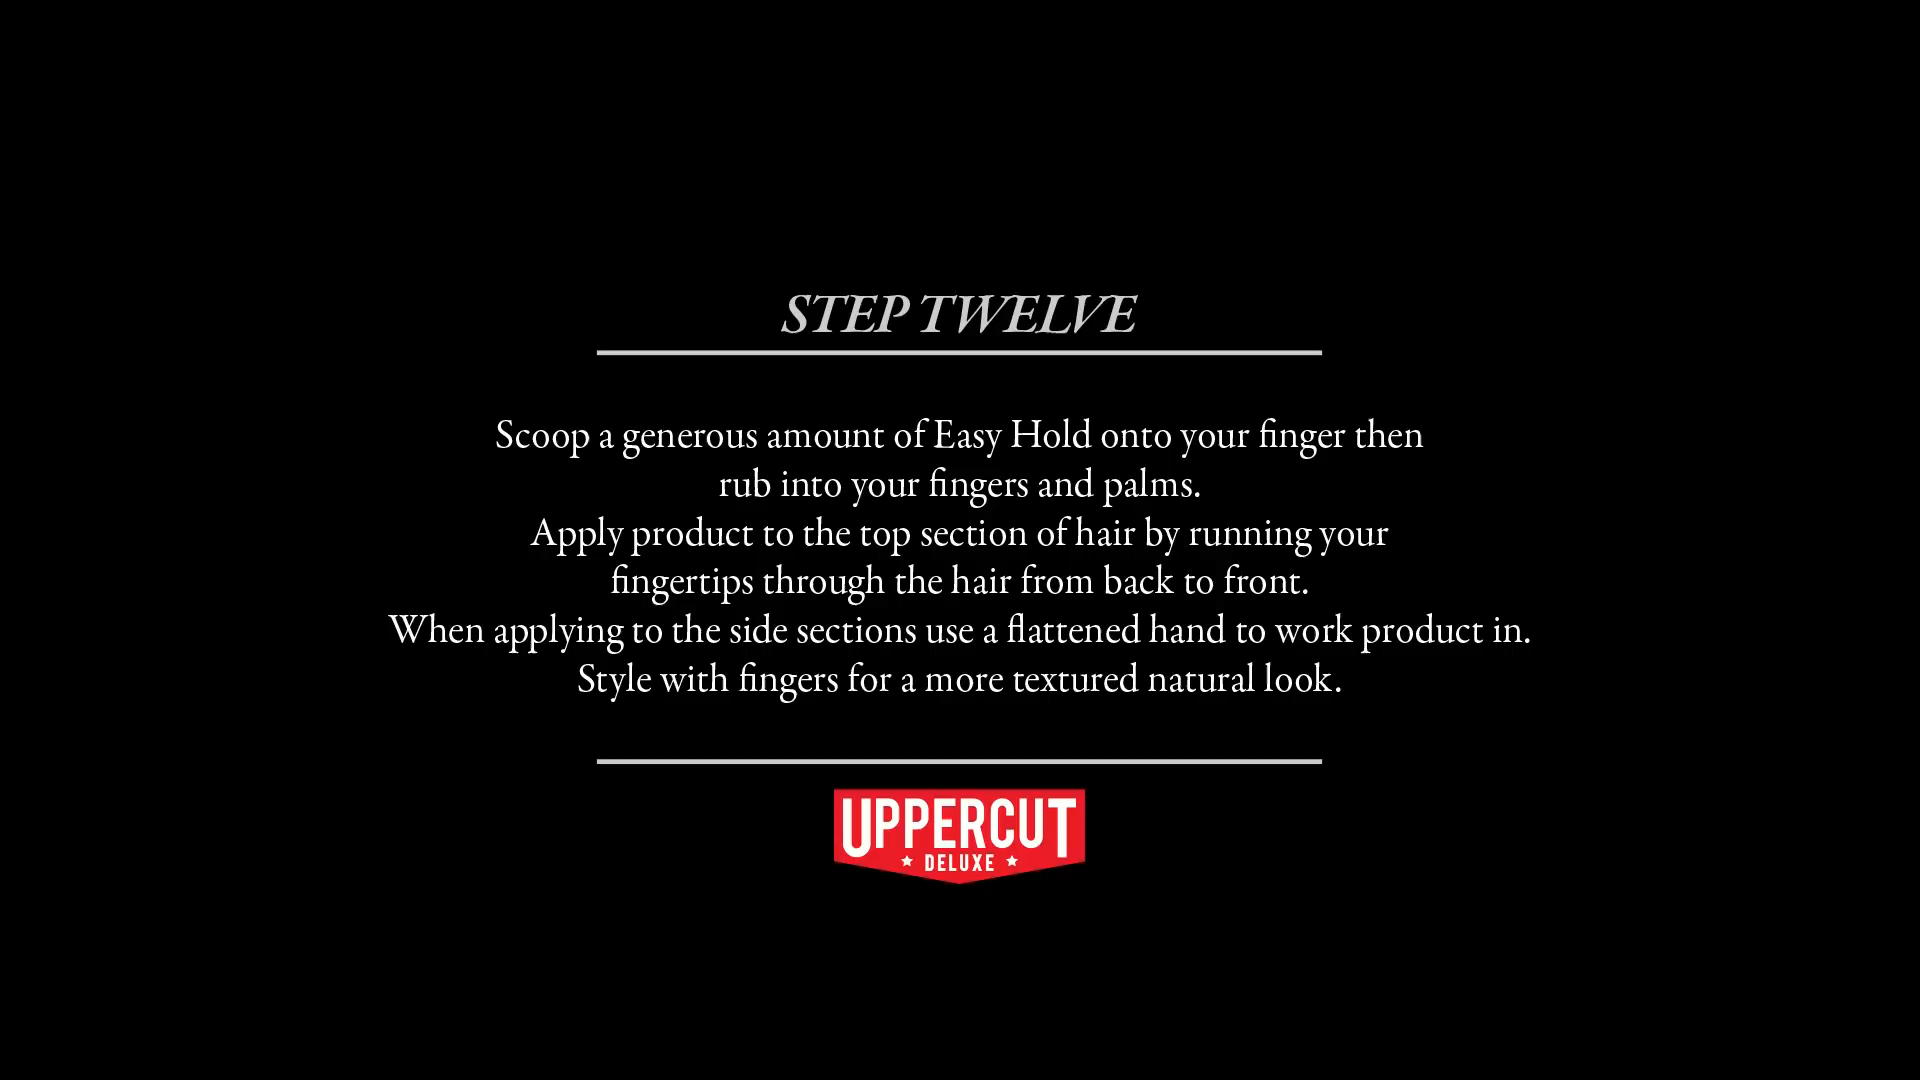 STEP TWELVE
Scoop a generous amount of Easy Hold onto your finger then
rub into your fingers and palms.
Apply product to the top section of hair by running your
fingertips through the hair from back to front.
When applying to the side sections use a flattened hand to work product in.
Style with fingers for a more textured natural look.
UPPERCUT
DELUXE